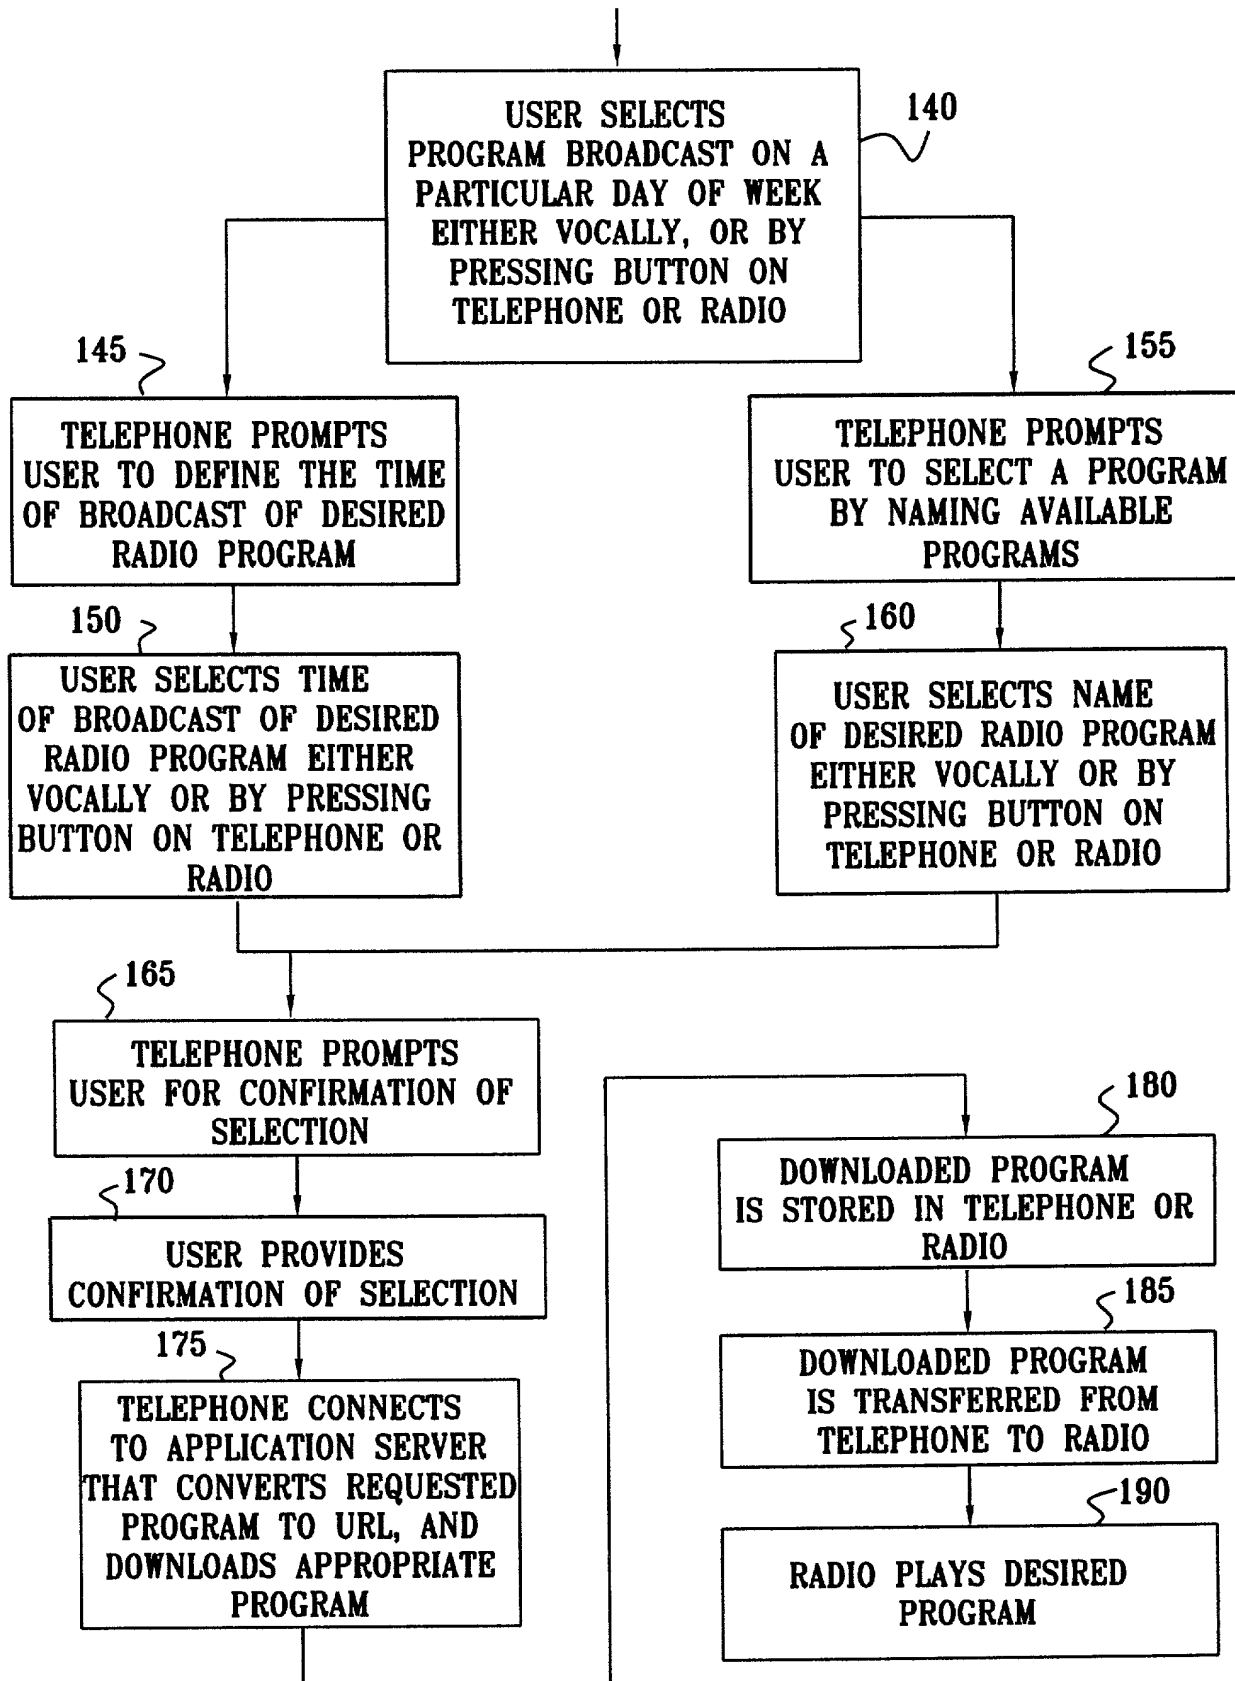 140
USER SELECTS
PROGRAM BROADCAST ON A
PARTICULAR DAY OF WEEK
EITHER VOCALLY, OR BY
PRESSING BUTTON ON
TELEPHONE OR RADIO
145
TELEPHONE PROMPTS
USER TO DEFINE THE TIME
OF BROADCAST OF DESIRED
RADIO PROGRAM
155
TELEPHONE PROMPTS
USER TO SELECT A PROGRAM
BY NAMING AVAILABLE
PROGRAMS
150
USER SELECTS TIME
OF BROADCAST OF DESIRED
RADIO PROGRAM EITHER
VOCALLY OR BY PRESSING
BUTTON ON TELEPHONE OR
RADIO
160
USER SELECTS NAME
OF DESIRED RADIO PROGRAM
EITHER VOCALLY OR BY
PRESSING BUTTON ON
TELEPHONE OR RADIO
165
TELEPHONE PROMPTS
USER FOR CONFIRMATION OF
SELECTION
170
USER PROVIDES
CONFIRMATION OF SELECTION
175
TELEPHONE CONNECTS
TO APPLICATION SERVER
THAT CONVERTS REQUESTED
PROGRAM TO URL, AND
DOWNLOADS APPROPRIATE
PROGRAM
180
DOWNLOADED PROGRAM
IS STORED IN TELEPHONE OR
RADIO
185
DOWNLOADED PROGRAM
IS TRANSFERRED FROM
TELEPHONE TO RADIO
190
RADIO PLAYS DESIRED
PROGRAM